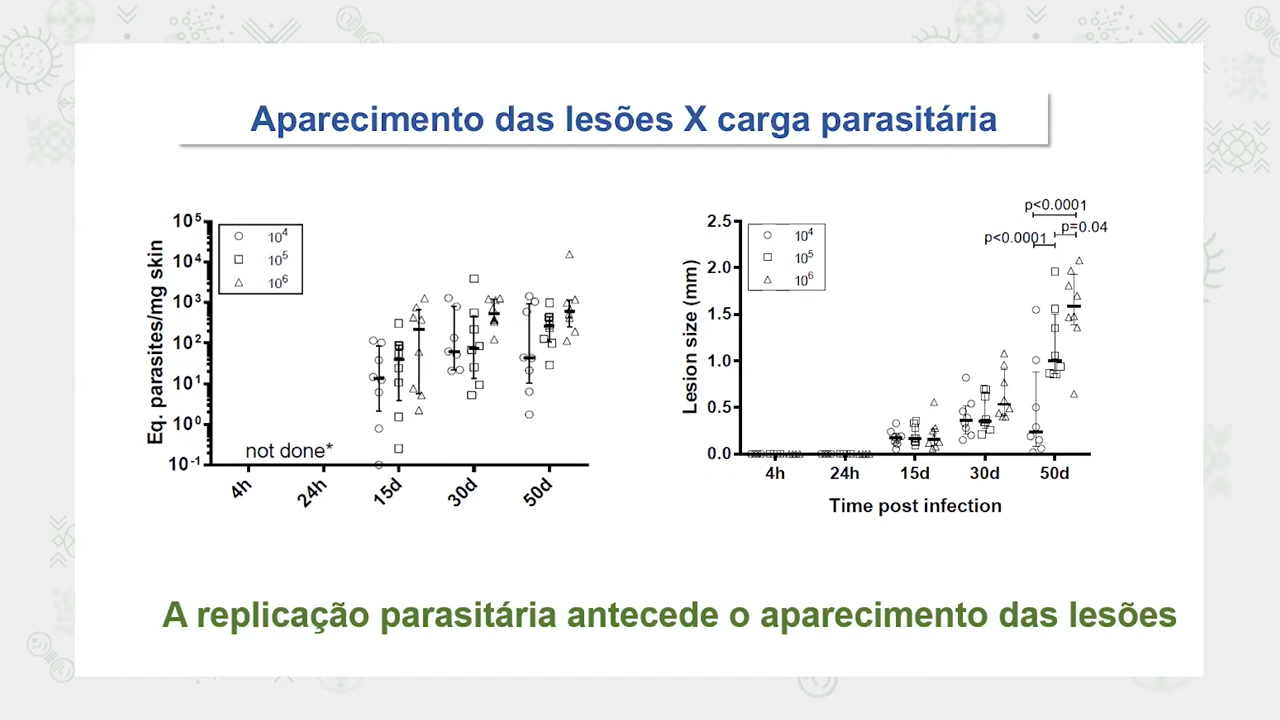 Aparecimento das lesões X carga parasitária
Eq. parasites/mg skin
10⁵
10⁴
10³
10²
10¹
10⁰
10⁻¹
10⁴
10⁵
10⁶
not done*
4h
24h
15d
30d
50d
Lesion size (mm)
2.5
2.0
1.5
1.0
0.5
0.0
10⁴
10⁵
10⁶
p<0.0001
p=0.04
p<0.0001
4h
24h
15d
30d
50d
Time post infection
A replicação parasitária antecede o aparecimento das lesões